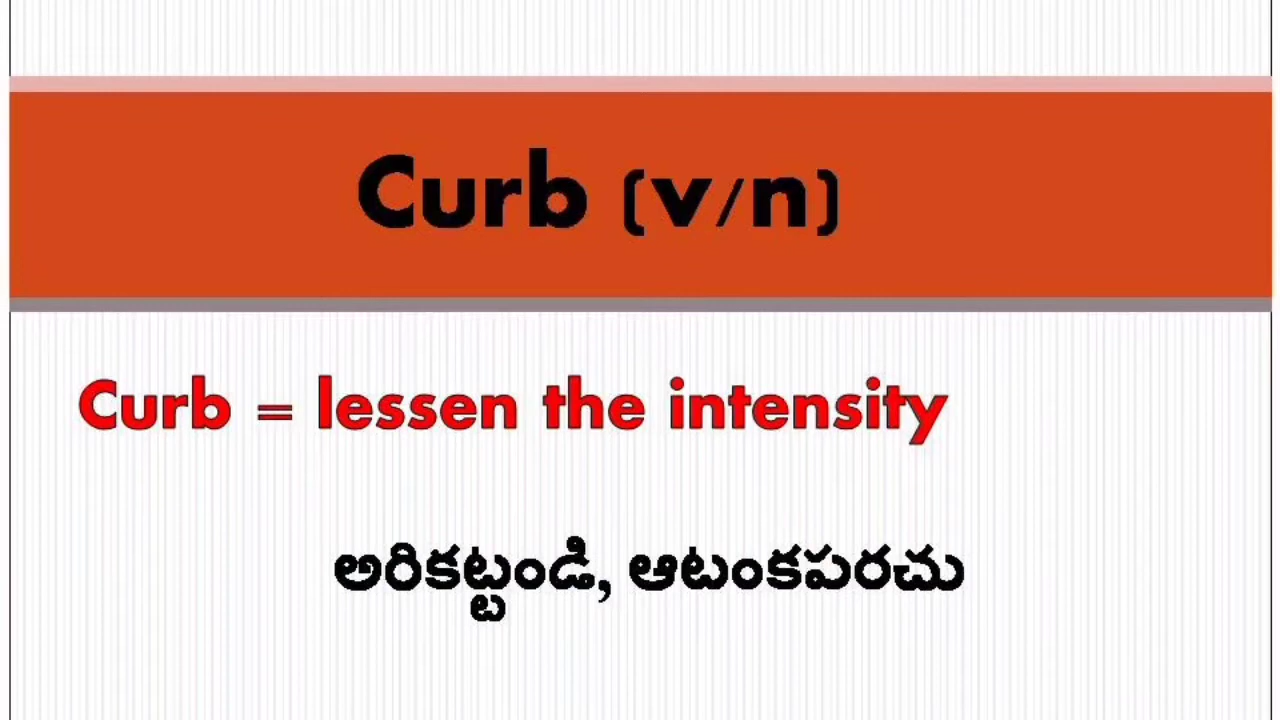 Curb (v/n)
Curb = lessen the intensity
అరికట్టండి, ఆటంకపరచు